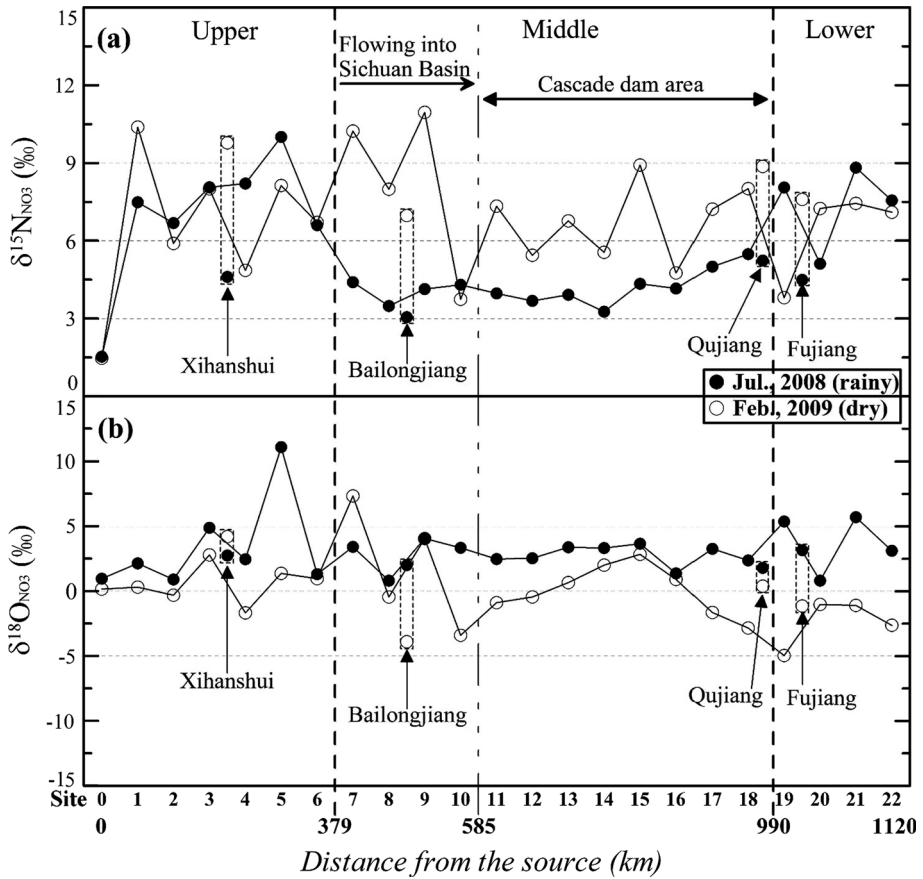 15
(a)
Upper
Flowing into
Sichuan Basin
Middle
Lower
12
Cascade dam area
9
δ¹⁵N_NO3 (‰)
6
3
0
Xihanshui
Bailongjiang
Qujiang
Fujiang
Jul., 2008 (rainy)
Feb., 2009 (dry)
15
(b)
10
5
δ¹⁸O_NO3 (‰)
0
-5
-10
-15
Xihanshui
Bailongjiang
Qujiang
Fujiang
Site 0 1 2 3 4 5 6 7 8 9 10 11 12 13 14 15 16 17 18 19 20 21 22
0 379 585 990 1120
Distance from the source (km)